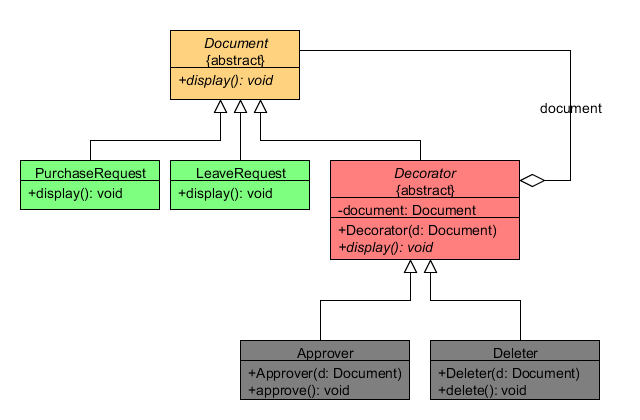 Document
{abstract}
+display(): void
document
PurchaseRequest
+display(): void
LeaveRequest
+display(): void
Decorator
{abstract}
-document: Document
+Decorator(d: Document)
+display(): void
Approver
+Approver(d: Document)
+approve(): void
Deleter
+Deleter(d: Document)
+delete(): void